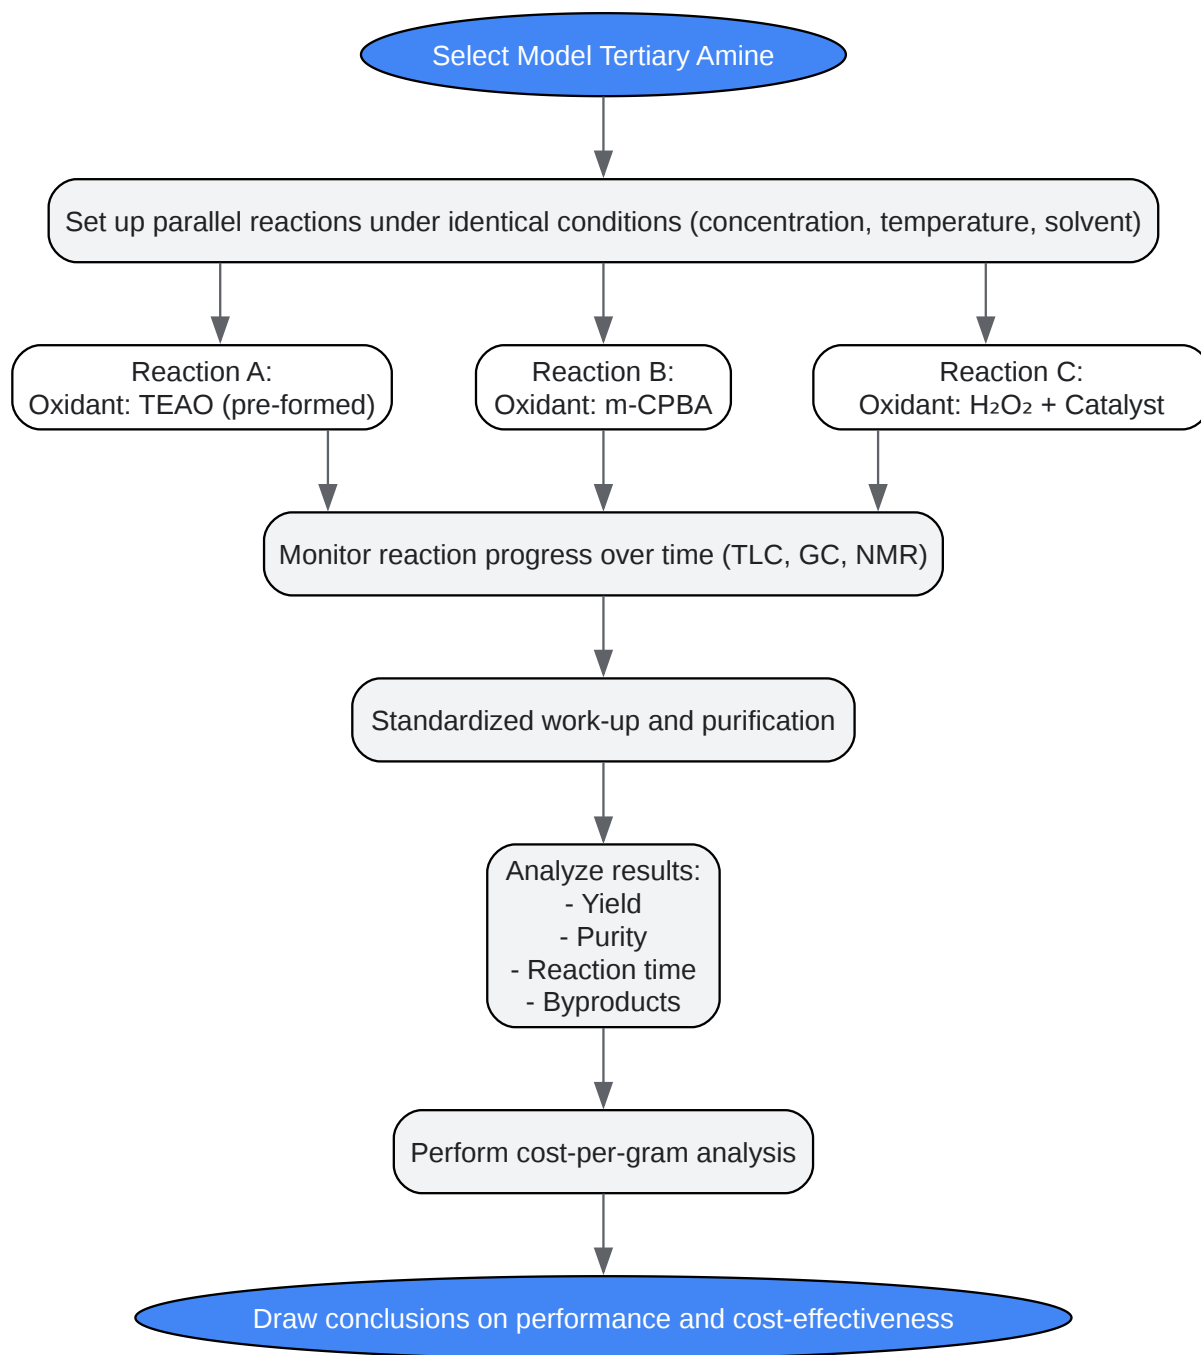 Select Model Tertiary Amine
Set up parallel reactions under identical conditions (concentration, temperature, solvent)
Reaction A:
Oxidant: TEAO (pre-formed)
Reaction B:
Oxidant: m-CPBA
Reaction C:
Oxidant: H₂O₂ + Catalyst
Monitor reaction progress over time (TLC, GC, NMR)
Standardized work-up and purification
Analyze results:
- Yield
- Purity
- Reaction time
- Byproducts
Perform cost-per-gram analysis
Draw conclusions on performance and cost-effectiveness